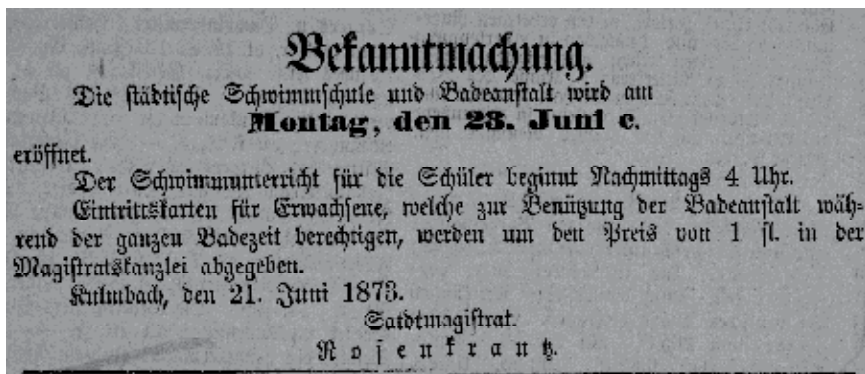 Bekanntmachung.
Die städtische Schwimmschule und Badeanstalt wird am
Montag, den 23. Juni c.
eröffnet.
Der Schwimmunterricht für die Schüler beginnt Nachmittags 4 Uhr.
Eintrittskarten für Erwachsene, welche zur Benützung der Badeanstalt wäh-
rend der ganzen Badezeit berechtigen, werden um den Preis von 1 fl. in der
Magistratskanzlei abgegeben.
Kulmbach, den 21. Juni 1873.
Satdtmagistrat.
Rosenkrantz.